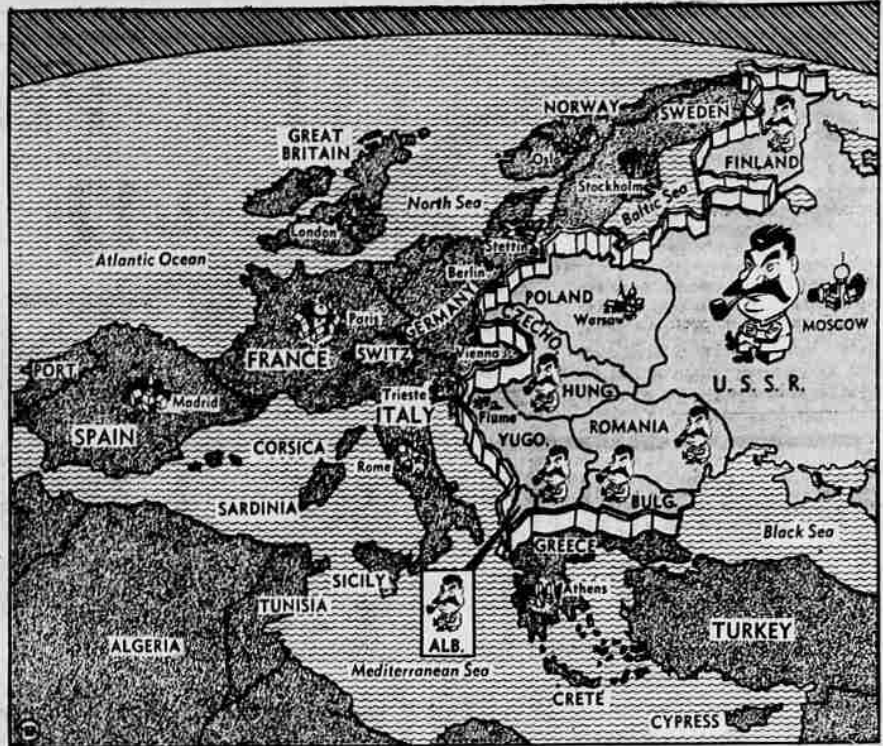 NORWAY
SWEDEN
GREAT
BRITAIN
Oslo
FINLAND
Stockholm
North Sea
Baltic Sea
London
Stettin
Atlantic Ocean
Berlin
GERMANY
POLAND
Warsaw
MOSCOW
Paris
CZECHO.
FRANCE
SWITZ
Vienna
U. S. S. R.
PORT.
Madrid
Trieste
HUNG.
ITALY
Fiume
SPAIN
CORSICA
YUGO.
ROMANIA
Rome
SARDINIA
BULG.
Black Sea
GREECE
SICILY
TUNISIA
Athens
ALGERIA
ALB.
TURKEY
Mediterranean Sea
CRETE
CYPRESS